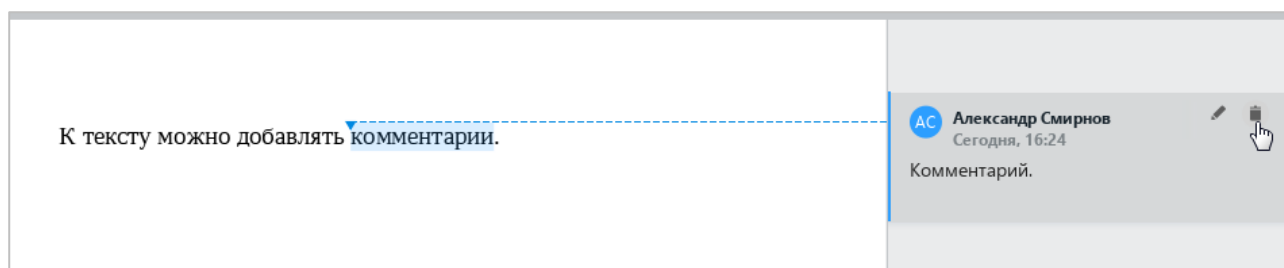 К тексту можно добавлять комментарии.
АС Александр Смирнов
Сегодня, 16:24
Комментарий.